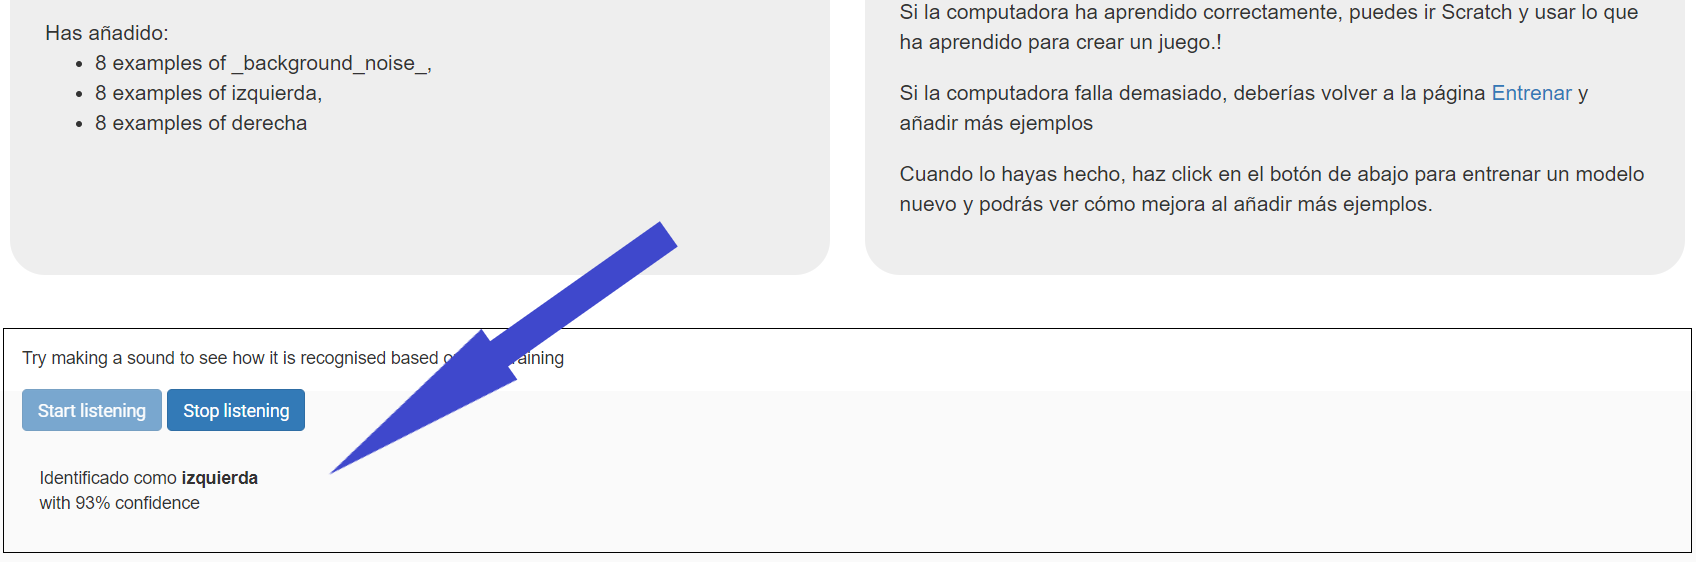 Has añadido:
8 examples of _background_noise_,
8 examples of izquierda,
8 examples of derecha
Si la computadora ha aprendido correctamente, puedes ir Scratch y usar lo que
ha aprendido para crear un juego.!
Si la computadora falla demasiado, deberías volver a la página Entrenar y
añadir más ejemplos
Cuando lo hayas hecho, haz click en el botón de abajo para entrenar un modelo
nuevo y podrás ver cómo mejora al añadir más ejemplos.
Try making a sound to see how it is recognised based
Start listening Stop listening
Identificado como izquierda
with 93% confidence